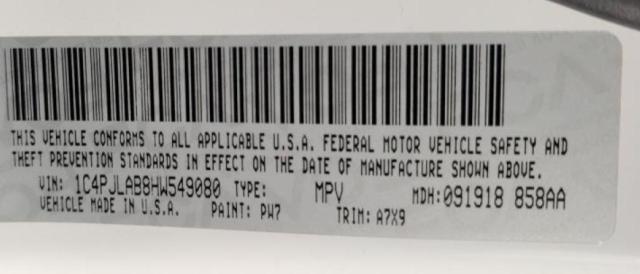 THIS VEHICLE CONFORMS TO ALL APPLICABLE U.S.A. FEDERAL MOTOR VEHICLE SAFETY AND
THEFT PREVENTION STANDARDS IN EFFECT ON THE DATE OF MANUFACTURE SHOWN ABOVE.
VIN: 1C4PJLAB8HW549080 TYPE: MPV MDH:091918 858AA
VEHICLE MADE IN U.S.A. PAINT: PW7 TRIM: A7X9